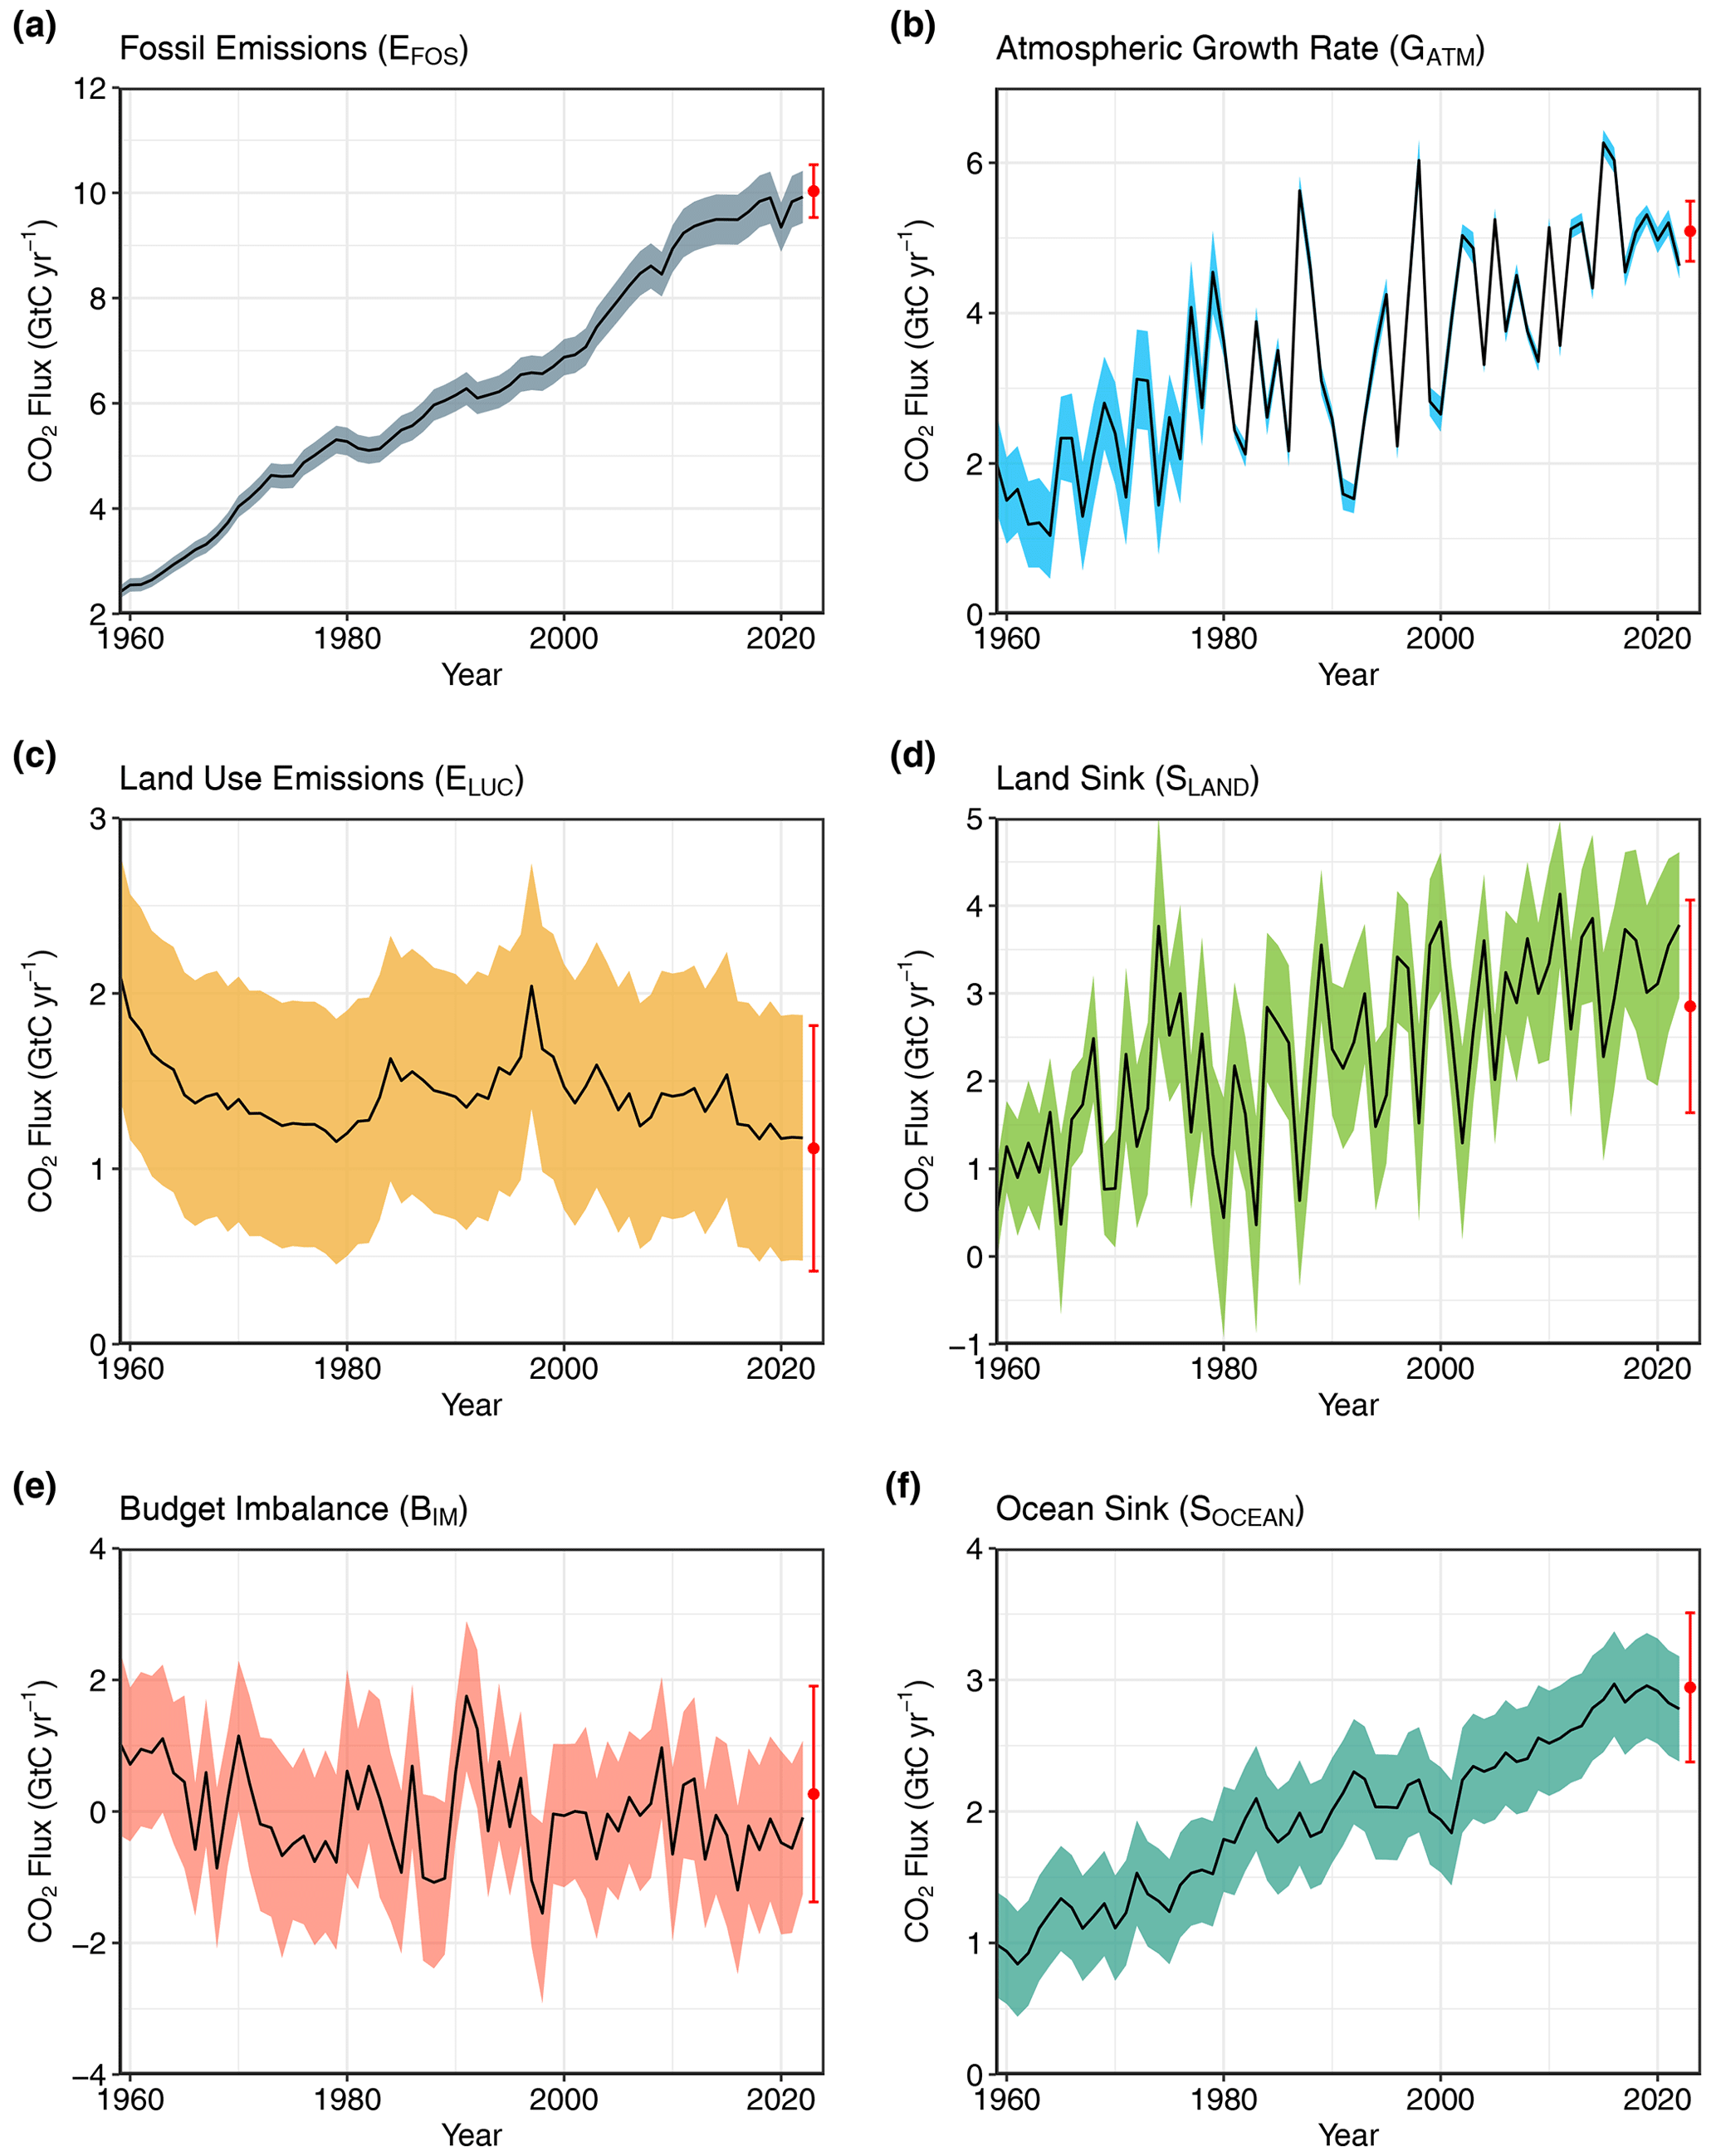 (a)
Fossil Emissions (E_FOS)
CO₂ Flux (GtC yr⁻¹)
12
10
8
6
4
2
1960 1980 2000 2020
Year
(b)
Atmospheric Growth Rate (G_ATM)
CO₂ Flux (GtC yr⁻¹)
6
4
2
0
1960 1980 2000 2020
Year
(c)
Land Use Emissions (E_LUC)
CO₂ Flux (GtC yr⁻¹)
3
2
1
0
1960 1980 2000 2020
Year
(d)
Land Sink (S_LAND)
CO₂ Flux (GtC yr⁻¹)
5
4
3
2
1
0
−1
1960 1980 2000 2020
Year
(e)
Budget Imbalance (B_IM)
CO₂ Flux (GtC yr⁻¹)
4
2
0
−2
−4
1960 1980 2000 2020
Year
(f)
Ocean Sink (S_OCEAN)
CO₂ Flux (GtC yr⁻¹)
4
3
2
1
0
1960 1980 2000 2020
Year